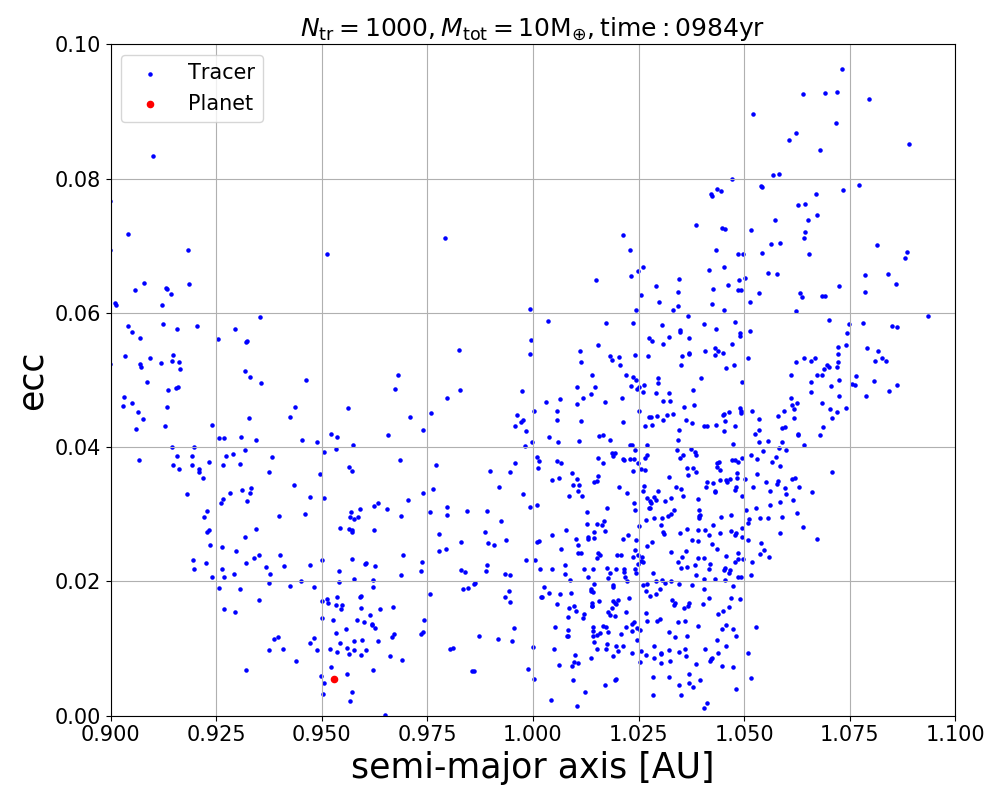 N_tr = 1000, M_tot = 10M_⊕, time : 0984yr
0.10
Tracer
Planet
0.08
0.06
ecc
0.04
0.02
0.00
0.900 0.925 0.950 0.975 1.000 1.025 1.050 1.075 1.100
semi-major axis [AU]